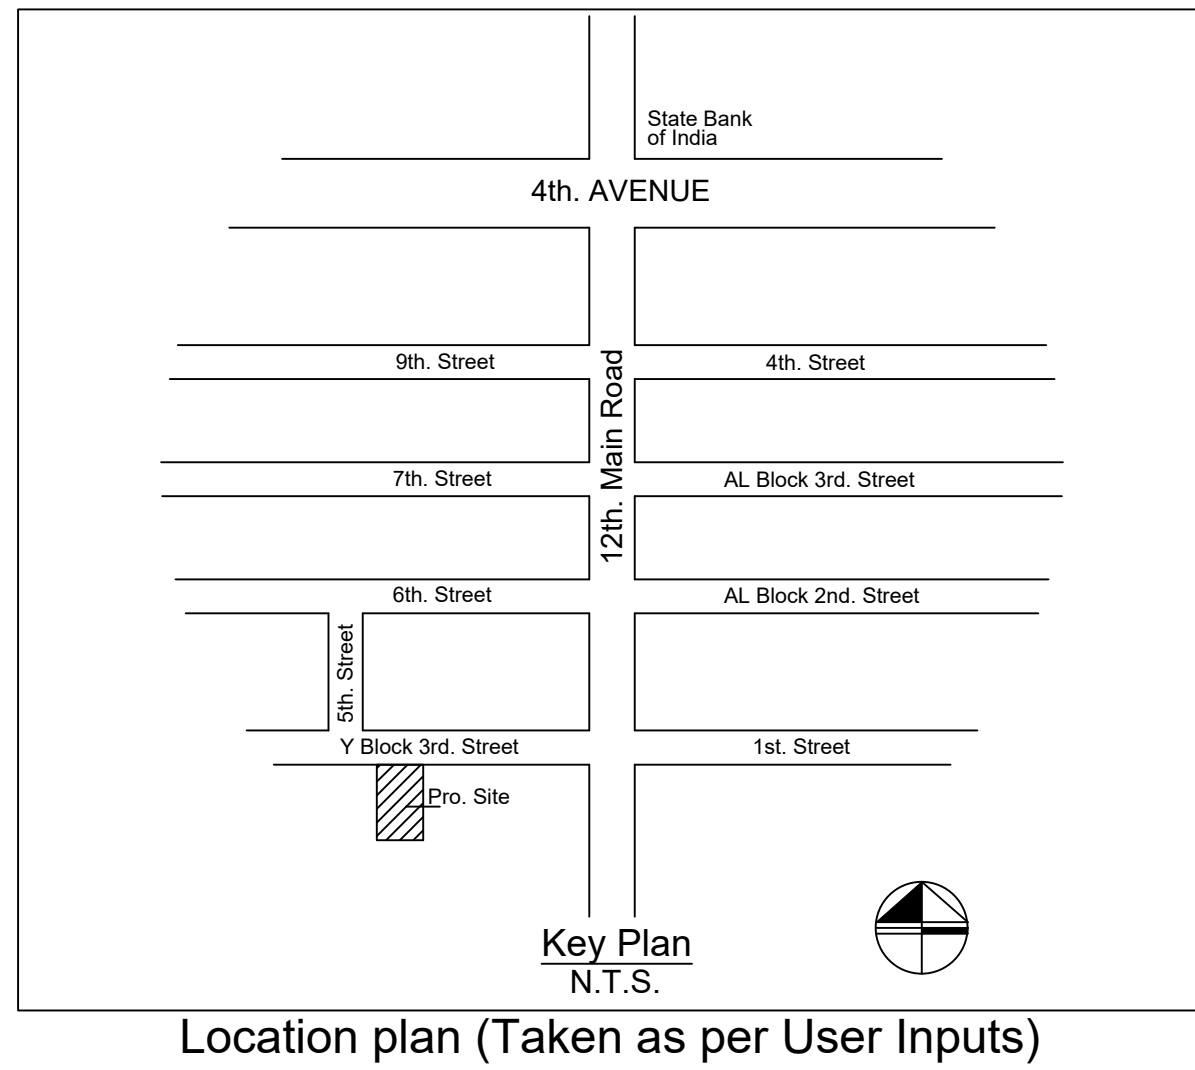 State Bank
of India
4th. AVENUE
9th. Street
4th. Street
12th. Main Road
7th. Street
AL Block 3rd. Street
6th. Street
AL Block 2nd. Street
5th. Street
Y Block 3rd. Street
1st. Street
Pro. Site
Key Plan
N.T.S.
Location plan (Taken as per User Inputs)